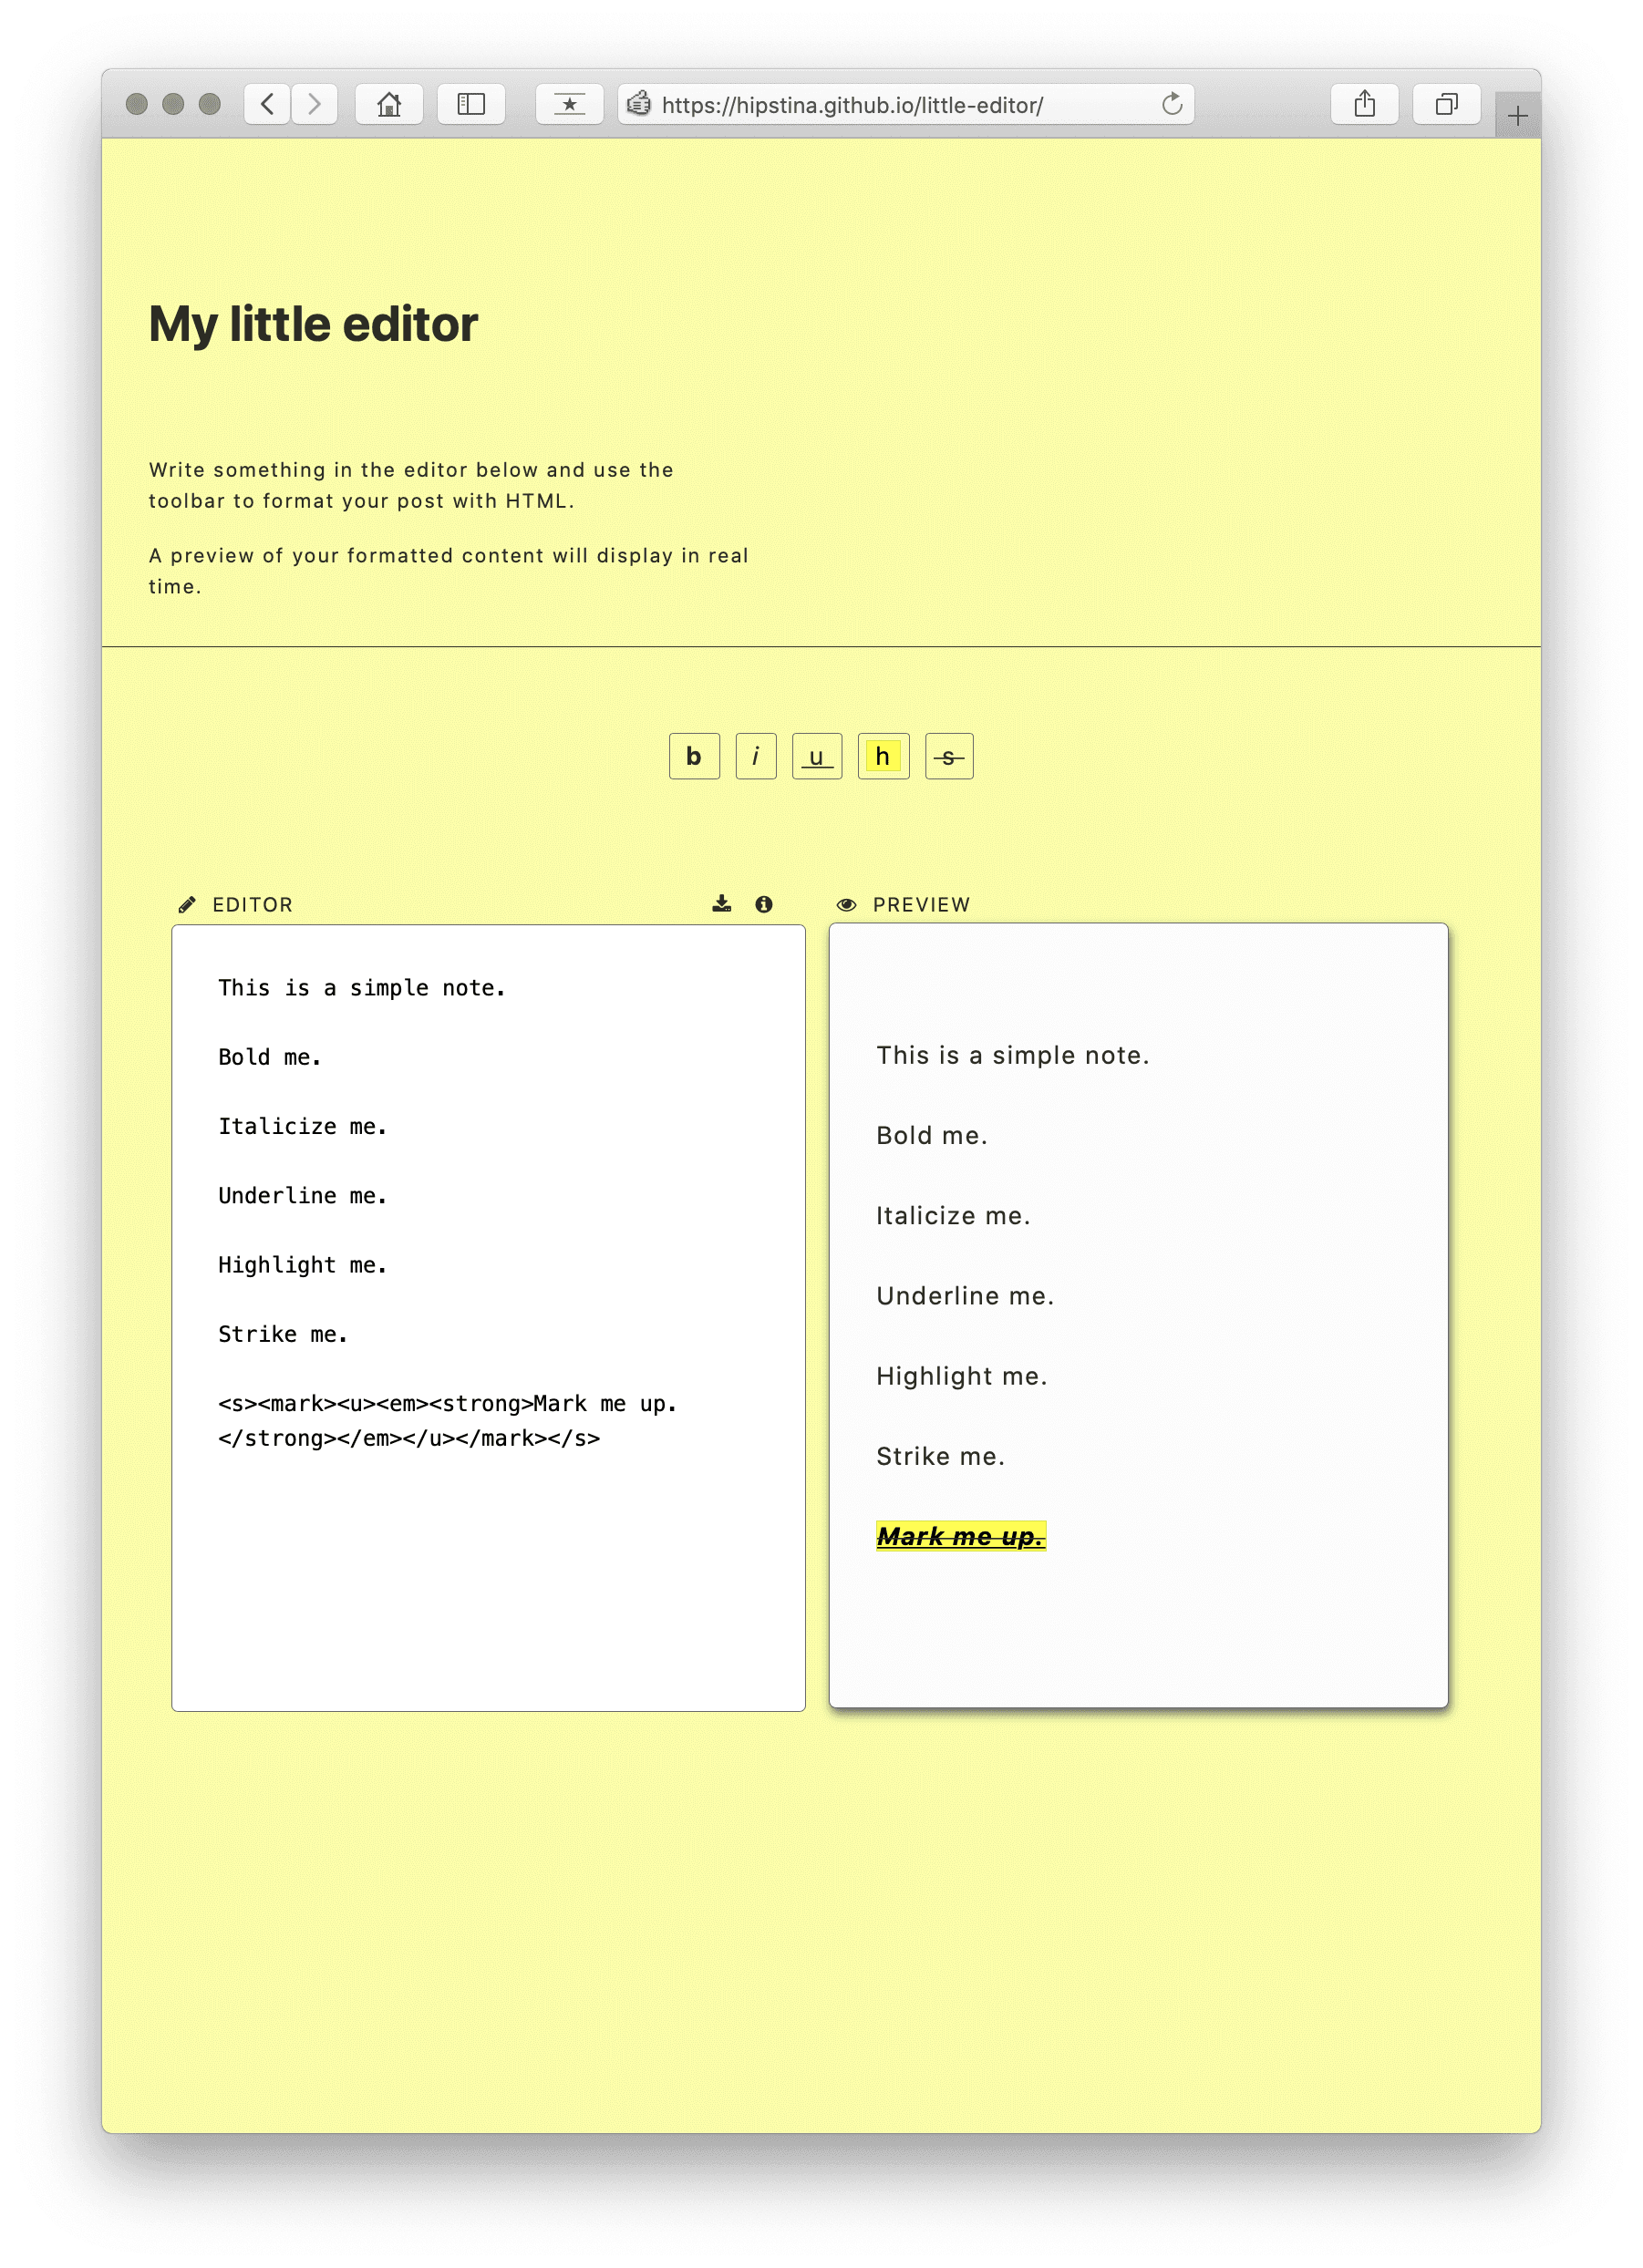 https://hipstina.github.io/little-editor/
My little editor
Write something in the editor below and use the
toolbar to format your post with HTML.
A preview of your formatted content will display in real
time.
b i u h s
EDITOR
This is a simple note.
Bold me.
Italicize me.
Underline me.
Highlight me.
Strike me.
<s><mark><u><em><strong>Mark me up.
</strong></em></u></mark></s>
PREVIEW
This is a simple note.
Bold me.
Italicize me.
Underline me.
Highlight me.
Strike me.
Mark me up.